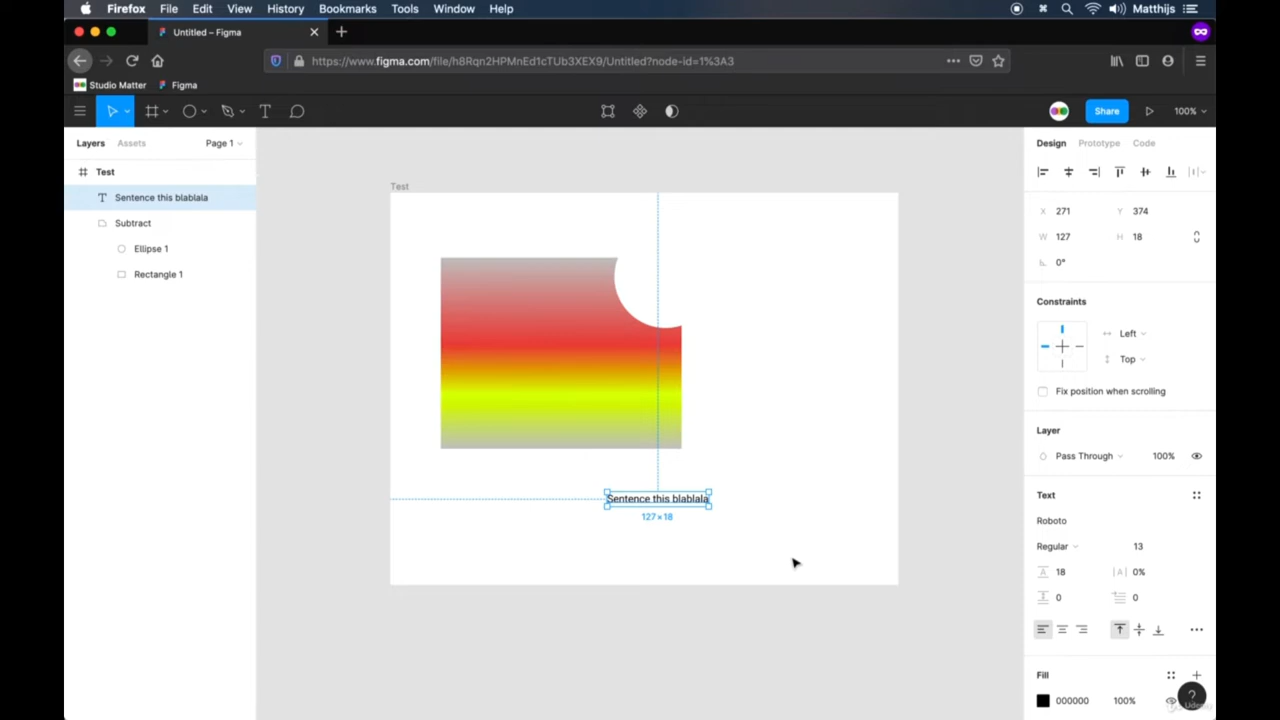 Firefox File Edit View History Bookmarks Tools Window Help Matthijs
Untitled – Figma
https://www.figma.com/file/h8Rqn2HPMnEd1cTUb3XEX9/Untitled?node-id=1%3A3
Studio Matter Figma
Share 100%
Layers Assets Page 1
Design Prototype Code
Test
Sentence this blablala
Subtract
Ellipse 1
Rectangle 1
Test
Sentence this blablala
127 × 18
X 271 Y 374
W 127 H 18
0°
Constraints
Left
Top
Fix position when scrolling
Layer
Pass Through 100%
Text
Roboto
Regular 13
A 18 |A| 0%
0 0
Fill
000000 100%
?
Udemy